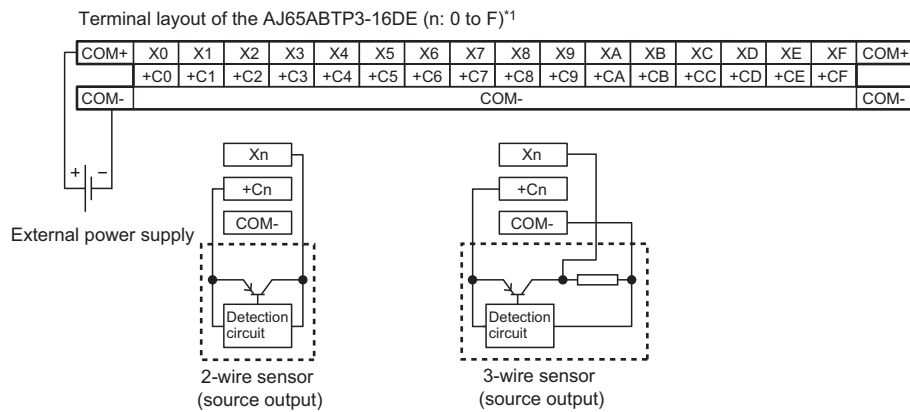 Terminal layout of the AJ65ABTP3-16DE (n: 0 to F)*1
COM+ X0 X1 X2 X3 X4 X5 X6 X7 X8 X9 XA XB XC XD XE XF COM+
+C0 +C1 +C2 +C3 +C4 +C5 +C6 +C7 +C8 +C9 +CA +CB +CC +CD +CE +CF
COM- COM- COM-
+ −
External power supply
Xn
+Cn
COM-
Detection
circuit
2-wire sensor
(source output)
Xn
+Cn
COM-
Detection
circuit
3-wire sensor
(source output)